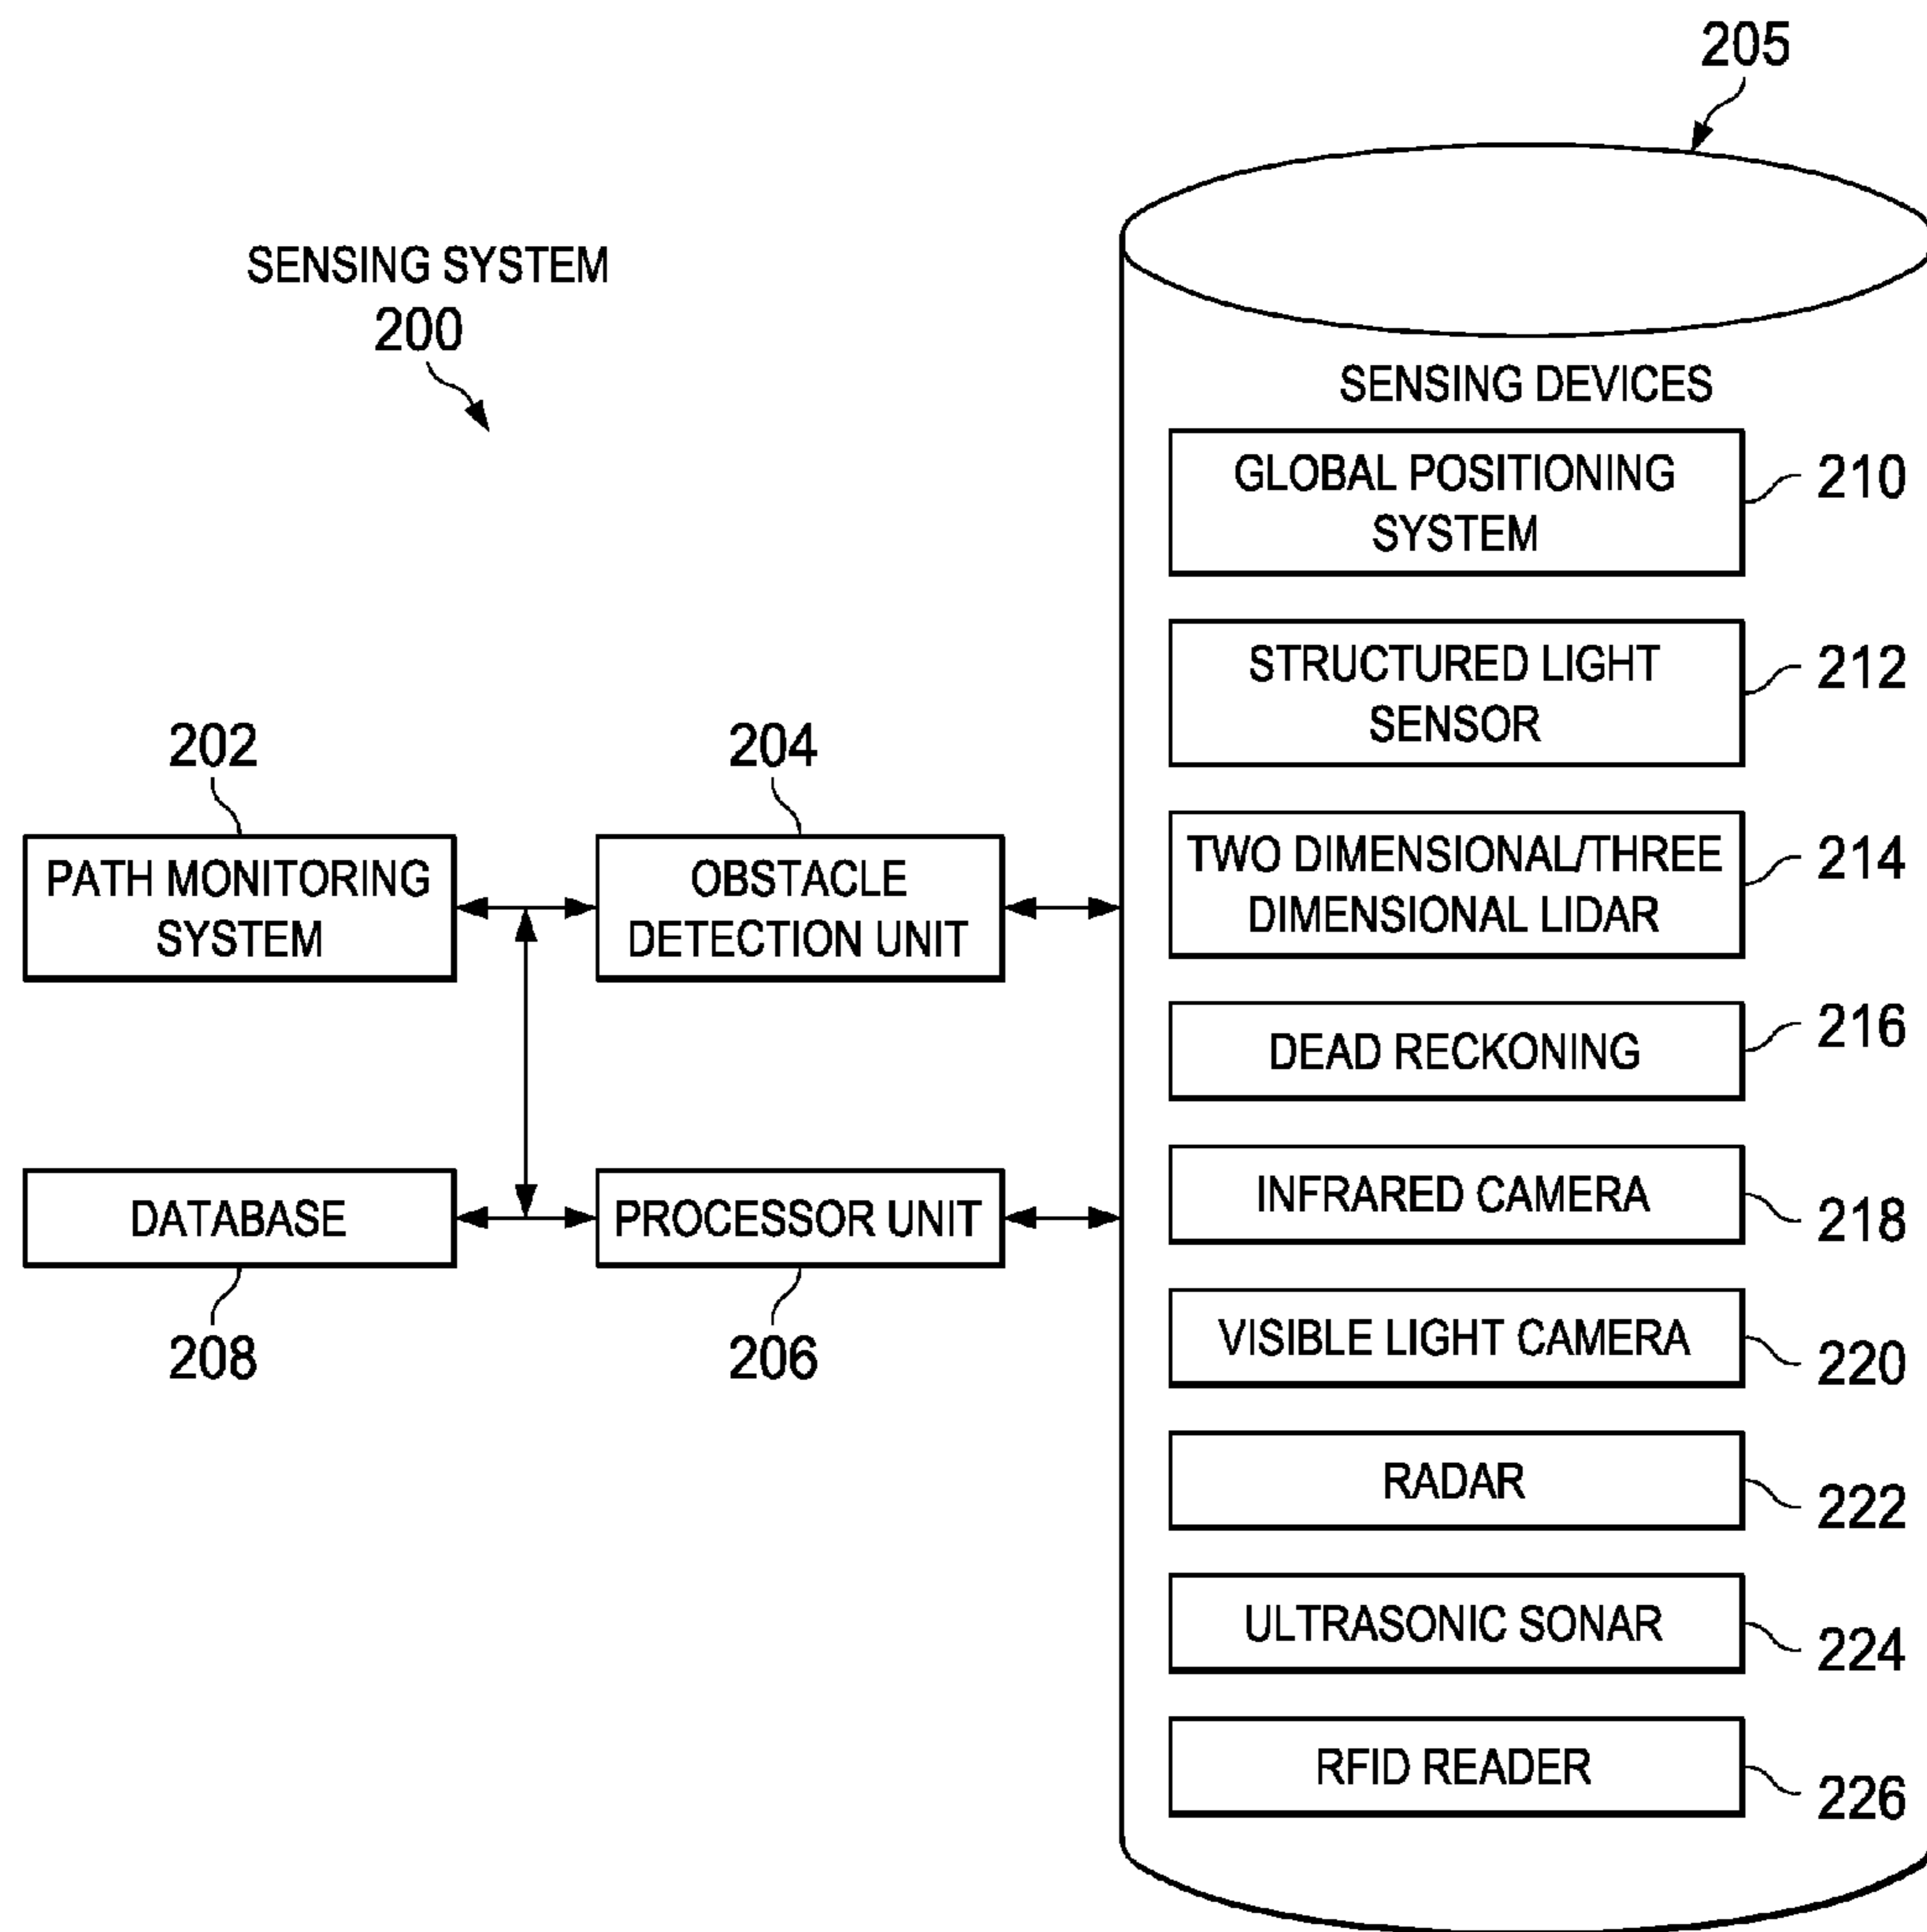 205
SENSING SYSTEM
200
SENSING DEVICES
GLOBAL POSITIONING
SYSTEM
210
STRUCTURED LIGHT
SENSOR
212
202
204
PATH MONITORING
SYSTEM
OBSTACLE
DETECTION UNIT
TWO DIMENSIONAL/THREE
DIMENSIONAL LIDAR
214
DEAD RECKONING
216
DATABASE
PROCESSOR UNIT
208
206
INFRARED CAMERA
218
VISIBLE LIGHT CAMERA
220
RADAR
222
ULTRASONIC SONAR
224
RFID READER
226